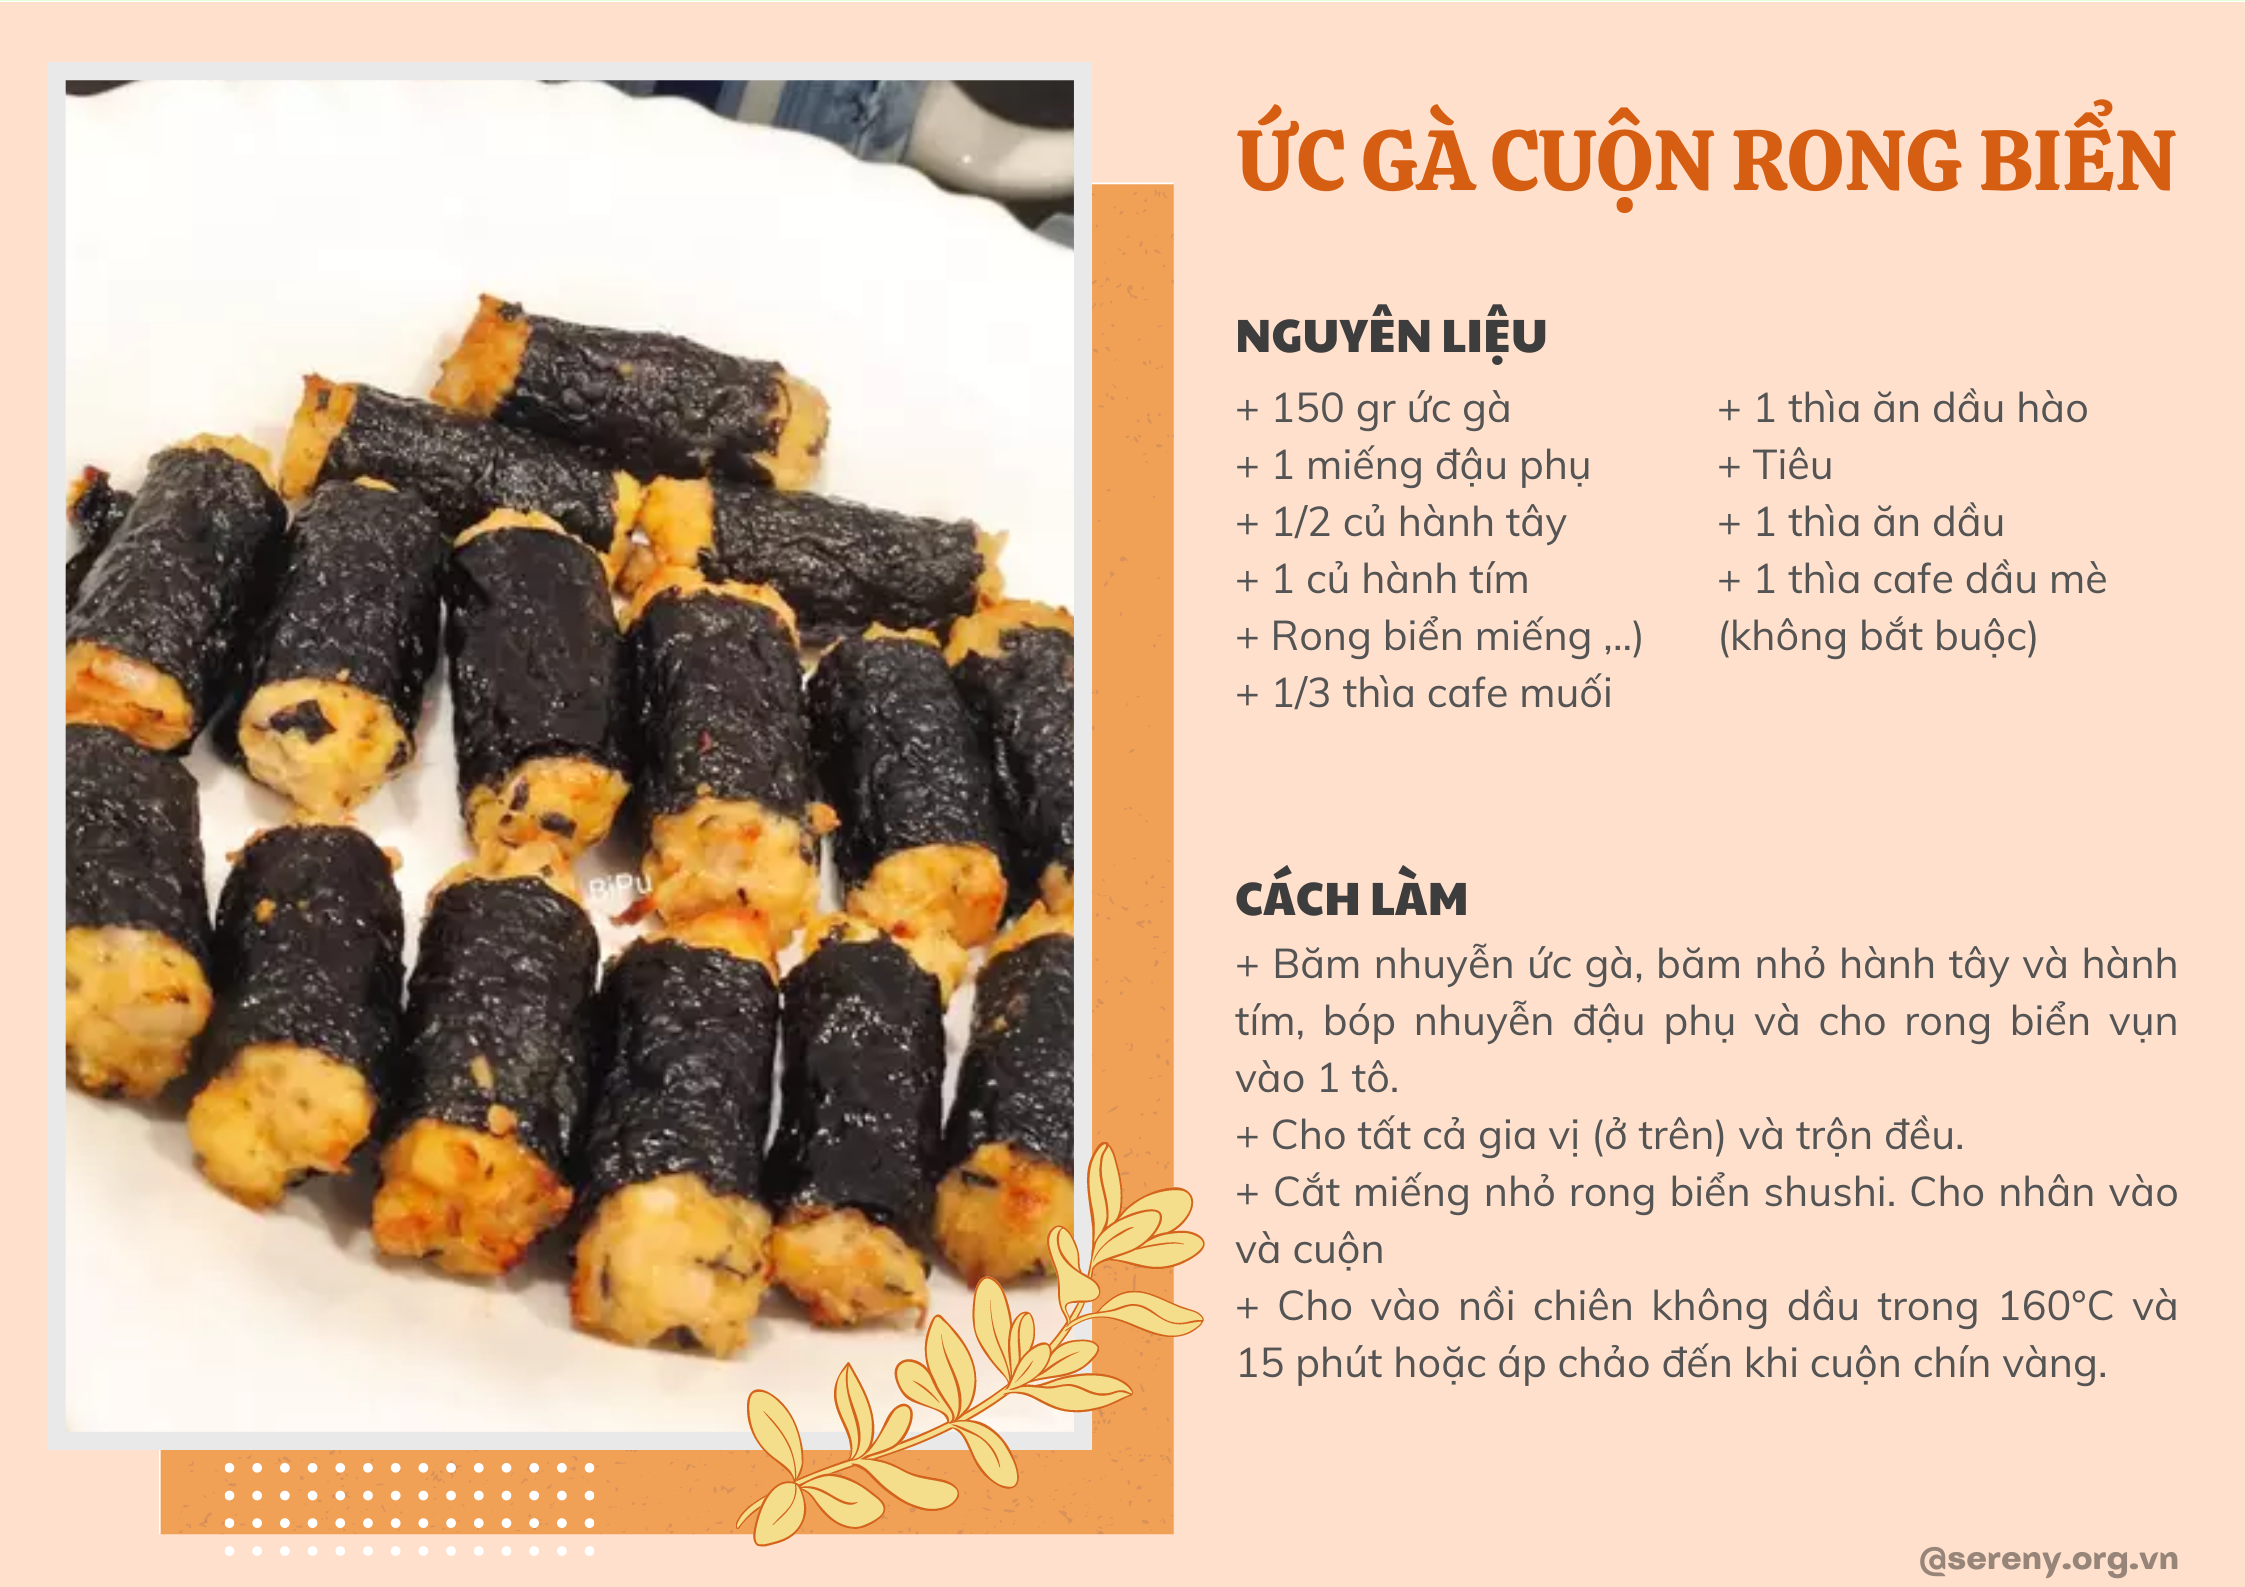 ỨC GÀ CUỘN RONG BIỂN
NGUYÊN LIỆU
+ 150 gr ức gà
+ 1 miếng đậu phụ
+ 1/2 củ hành tây
+ 1 củ hành tím
+ Rong biển miếng ,..)
+ 1/3 thìa cafe muối
+ 1 thìa ăn dầu hào
+ Tiêu
+ 1 thìa ăn dầu
+ 1 thìa cafe dầu mè
(không bắt buộc)
CÁCH LÀM
+ Băm nhuyễn ức gà, băm nhỏ hành tây và hành
tím, bóp nhuyễn đậu phụ và cho rong biển vụn
vào 1 tô.
+ Cho tất cả gia vị (ở trên) và trộn đều.
+ Cắt miếng nhỏ rong biển shushi. Cho nhân vào
và cuộn
+ Cho vào nồi chiên không dầu trong 160°C và
15 phút hoặc áp chảo đến khi cuộn chín vàng.
BiPu
@sereny.org.vn